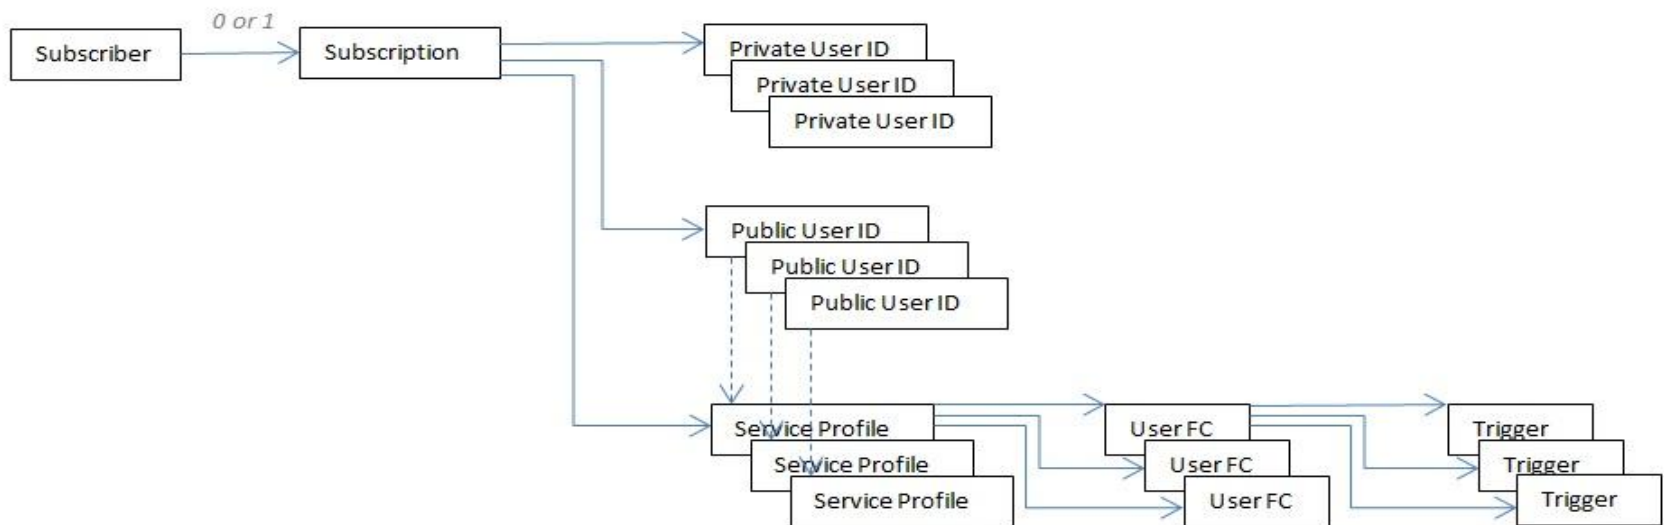 0 or 1
Subscriber
Subscription
Private User ID
Private User ID
Private User ID
Public User ID
Public User ID
Public User ID
Service Profile
User FC
Trigger
Service Profile
User FC
Trigger
Service Profile
User FC
Trigger